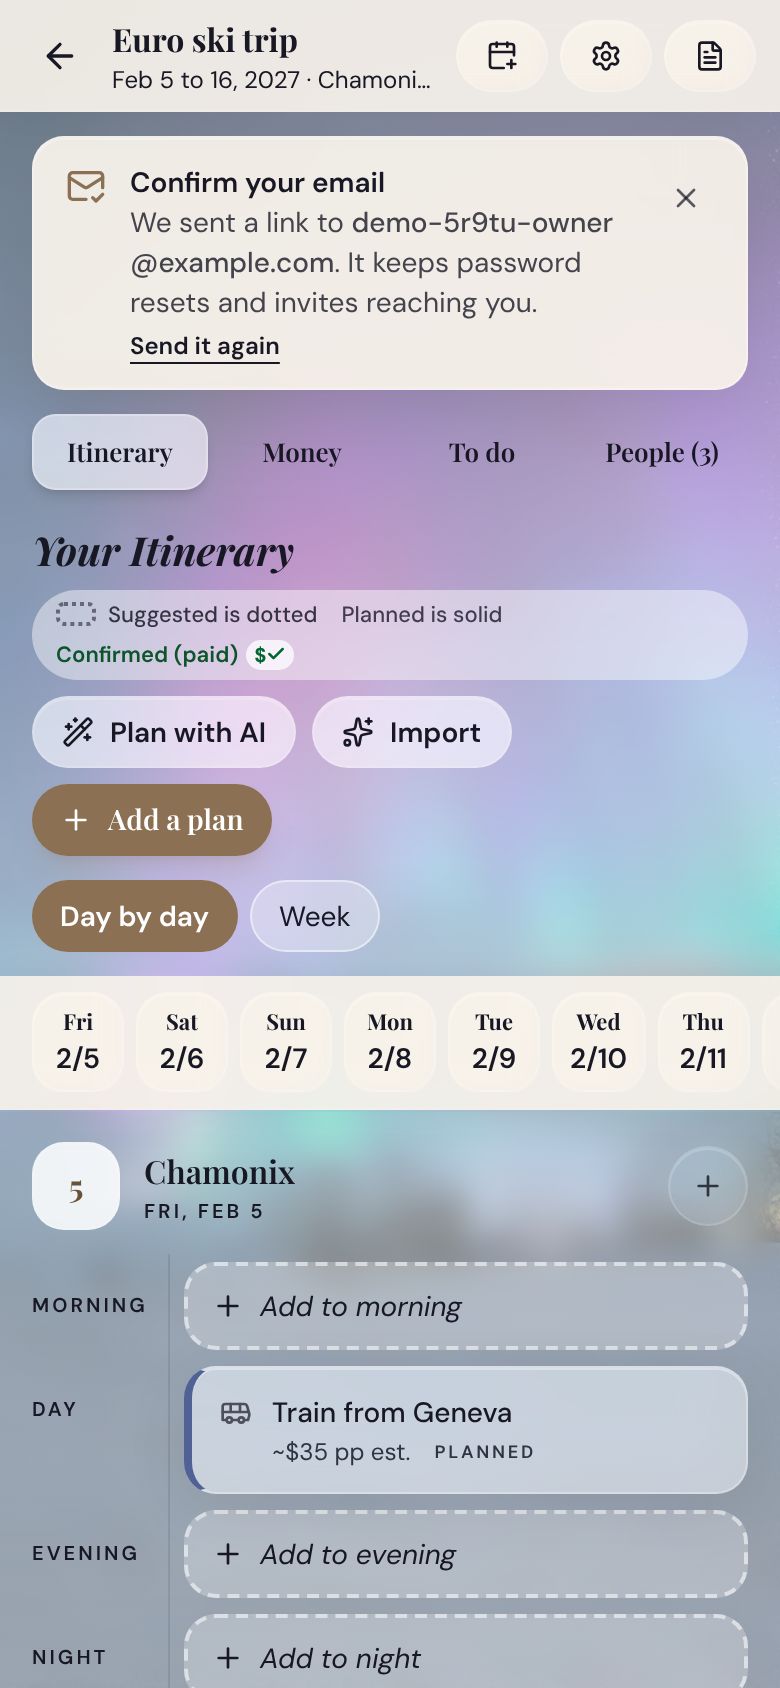 Euro ski trip
Feb 5 to 16, 2027 · Chamoni...
Confirm your email
We sent a link to demo-5r9tu-owner
@example.com. It keeps password
resets and invites reaching you.
Send it again
Itinerary Money To do People (3)
Your Itinerary
Suggested is dotted Planned is solid
Confirmed (paid) $✓
Plan with AI Import
+ Add a plan
Day by day Week
Fri Sat Sun Mon Tue Wed Thu
2/5 2/6 2/7 2/8 2/9 2/10 2/11
5 Chamonix
FRI, FEB 5
MORNING + Add to morning
DAY Train from Geneva
~$35 pp est. PLANNED
EVENING + Add to evening
NIGHT + Add to night